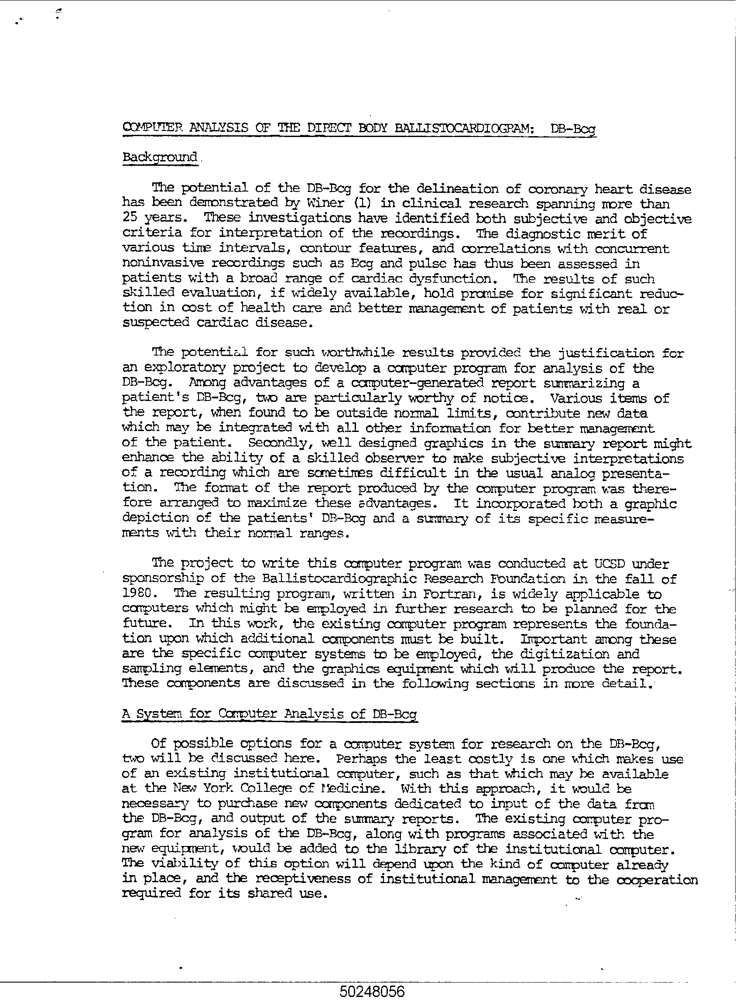 COMPUTER ANALYSIS OF THE DIRECT BODY BALLISTOCARDIOGRAM: DB-Bcg
Background
The potential of the DB-Bcg for the delineation of coronary heart disease
has been demonstrated by Winer (1) in clinical research spanning more than
25 years. These investigations have identified both subjective and objective
criteria for interpretation of the recordings. The diagnostic merit of
various time intervals, contour features, and correlations with concurrent
noninvasive recordings such as Ecg and pulse has thus been assessed in
patients with a broad range of cardiac dysfunction. The results of such
skilled evaluation, if widely available, hold promise for significant reduc-
tion in cost of health care and better management of patients with real or
suspected cardiac disease.
The potential for such worthwhile results provided the justification for
an exploratory project to develop a computer program for analysis of the
DB-Bcg. Among advantages of a computer-generated report summarizing a
patient's DB-Bcg, two are particularly worthy of notice. Various items of
the report, when found to be outside normal limits, contribute new data
which may be integrated with all other information for better management
of the patient. Secondly, well designed graphics in the summary report might
enhance the ability of a skilled observer to make subjective interpretations
of a recording which are sometimes difficult in the usual analog presenta-
tion. The format of the report produced by the computer program was there-
fore arranged to maximize these advantages. It incorporated both a graphic
depiction of the patients' DB-Bcg and a summary of its specific measure-
ments with their normal ranges.
The project to write this computer program was conducted at UCSD under
sponsorship of the Ballistocardiographic Research Foundation in the fall of
1980. The resulting program, written in Fortran, is widely applicable to
computers which might be employed in further research to be planned for the
future. In this work, the existing computer program represents the founda-
tion upon which additional components must be built. Important among these
are the specific computer systems to be employed, the digitization and
sampling elements, and the graphics equipment which will produce the report.
These components are discussed in the following sections in more detail.
A System for Computer Analysis of DB-Bcg
Of possible options for a computer system for research on the DB-Bcg,
two will be discussed here. Perhaps the least costly is one which makes use
of an existing institutional computer, such as that which may be available
at the New York College of Medicine. With this approach, it would be
necessary to purchase new components dedicated to input of the data from
the DB-Bcg, and output of the summary reports. The existing computer pro-
gram for analysis of the DB-Bcg, along with programs associated with the
new equipment, would be added to the library of the institutional computer.
The viability of this option will depend upon the kind of computer already
in place, and the receptiveness of institutional management to the cooperation
required for its shared use.
50248056